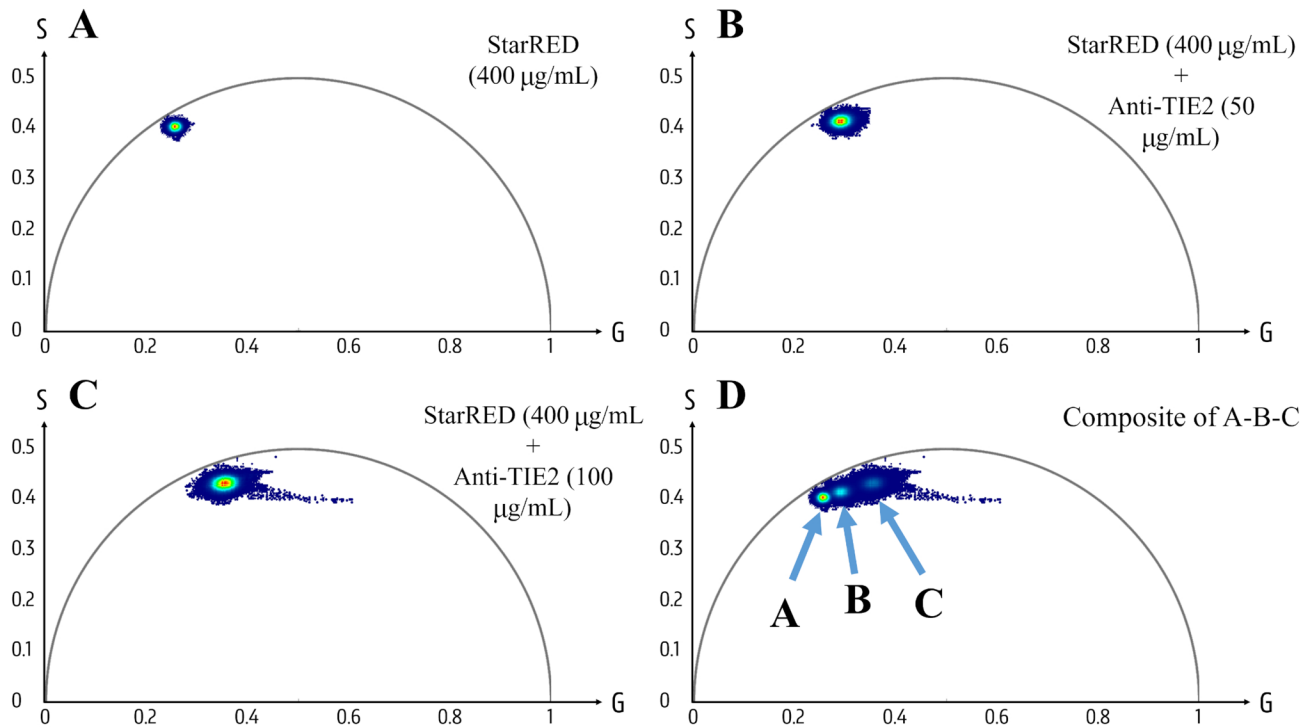 S A
StarRED
(400 μg/mL)
0.5
0.4
0.3
0.2
0.1
0
G
0 0.2 0.4 0.6 0.8 1
S B
StarRED (400 μg/mL)
+
Anti-TIE2 (50
μg/mL)
0.5
0.4
0.3
0.2
0.1
0
G
0 0.2 0.4 0.6 0.8 1
S C
StarRED (400 μg/mL
+
Anti-TIE2 (100
μg/mL)
0.5
0.4
0.3
0.2
0.1
0
G
0 0.2 0.4 0.6 0.8 1
S D
Composite of A-B-C
0.5
0.4
0.3
0.2
0.1
0
A B C
G
0 0.2 0.4 0.6 0.8 1